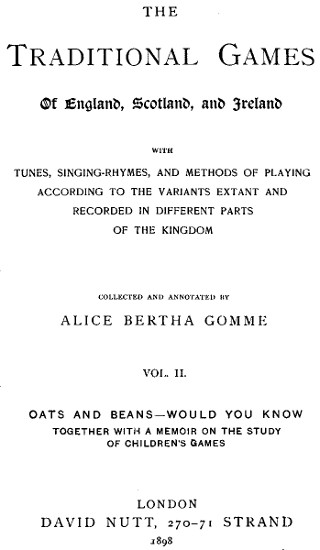 THE
TRADITIONAL GAMES
Of England, Scotland, and Ireland
WITH
TUNES, SINGING-RHYMES, AND METHODS OF PLAYING
ACCORDING TO THE VARIANTS EXTANT AND
RECORDED IN DIFFERENT PARTS
OF THE KINGDOM
COLLECTED AND ANNOTATED BY
ALICE BERTHA GOMME
VOL. II.
OATS AND BEANS—WOULD YOU KNOW
TOGETHER WITH A MEMOIR ON THE STUDY
OF CHILDREN'S GAMES
LONDON
DAVID NUTT, 270-71 STRAND
1898